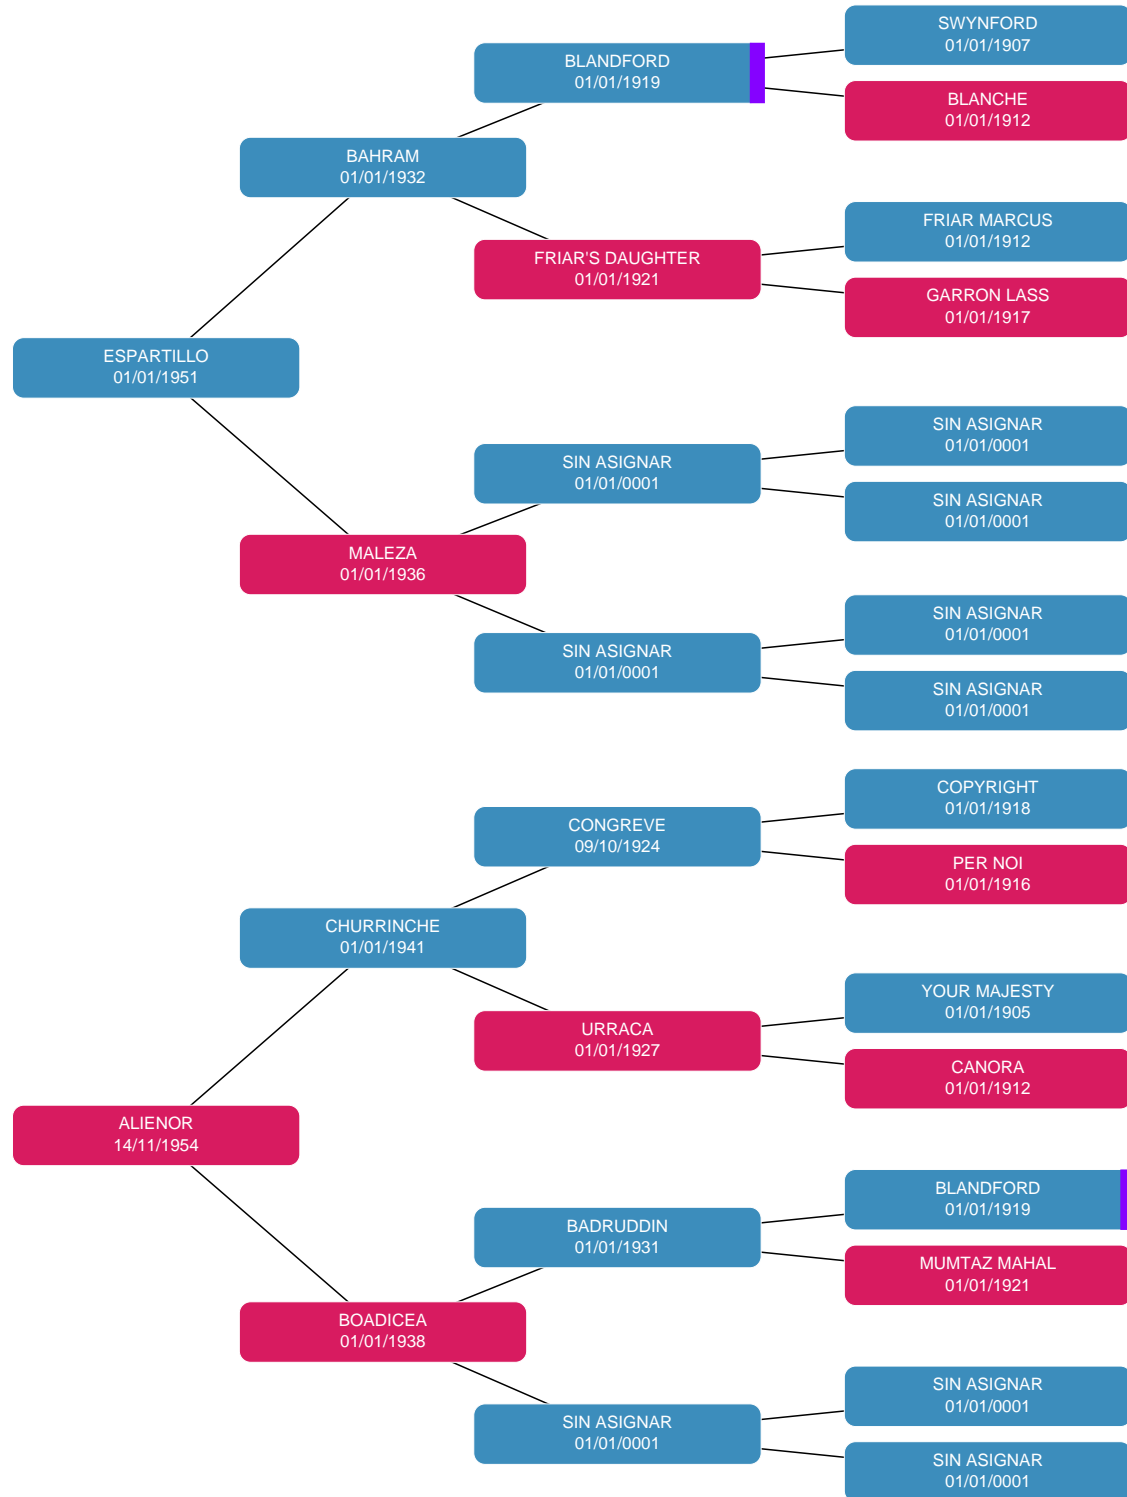 SWYNFORD
01/01/1907
BLANDFORD
01/01/1919
BLANCHE
01/01/1912
BAHRAM
01/01/1932
FRIAR MARCUS
01/01/1912
FRIAR'S DAUGHTER
01/01/1921
GARRON LASS
01/01/1917
ESPARTILLO
01/01/1951
SIN ASIGNAR
01/01/0001
SIN ASIGNAR
01/01/0001
SIN ASIGNAR
01/01/0001
MALEZA
01/01/1936
SIN ASIGNAR
01/01/0001
SIN ASIGNAR
01/01/0001
SIN ASIGNAR
01/01/0001
COPYRIGHT
01/01/1918
CONGREVE
09/10/1924
PER NOI
01/01/1916
CHURRINCHE
01/01/1941
YOUR MAJESTY
01/01/1905
URRACA
01/01/1927
CANORA
01/01/1912
ALIENOR
14/11/1954
BLANDFORD
01/01/1919
BADRUDDIN
01/01/1931
MUMTAZ MAHAL
01/01/1921
BOADICEA
01/01/1938
SIN ASIGNAR
01/01/0001
SIN ASIGNAR
01/01/0001
SIN ASIGNAR
01/01/0001